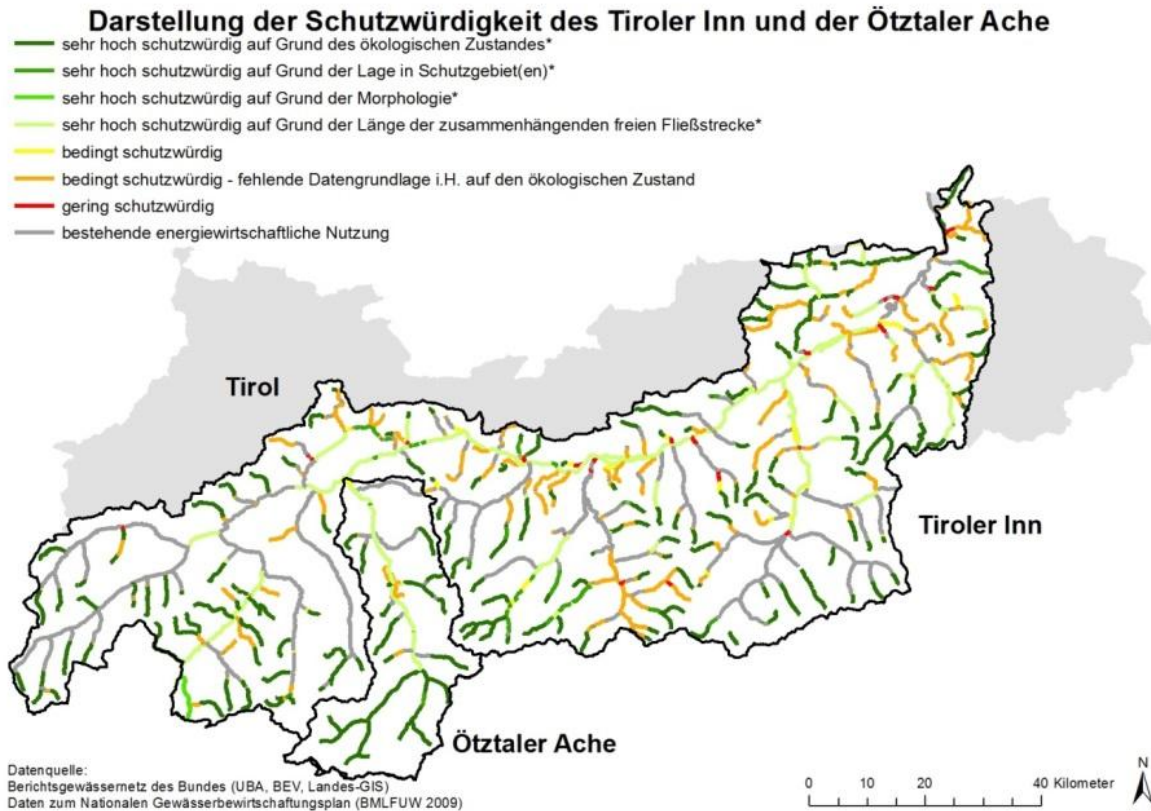 Darstellung der Schutzwürdigkeit des Tiroler Inn und der Ötztaler Ache
sehr hoch schutzwürdig auf Grund des ökologischen Zustandes*
sehr hoch schutzwürdig auf Grund der Lage in Schutzgebiet(en)*
sehr hoch schutzwürdig auf Grund der Morphologie*
sehr hoch schutzwürdig auf Grund der Länge der zusammenhängenden freien Fließstrecke*
bedingt schutzwürdig
bedingt schutzwürdig - fehlende Datengrundlage i.H. auf den ökologischen Zustand
gering schutzwürdig
bestehende energiewirtschaftliche Nutzung
Tirol
Tiroler Inn
Ötztaler Ache
Datenquelle:
Berichtsgewässernetz des Bundes (UBA, BEV, Landes-GIS)
Daten zum Nationalen Gewässerbewirtschaftungsplan (BMLFUW 2009)
0 10 20 40 Kilometer
N